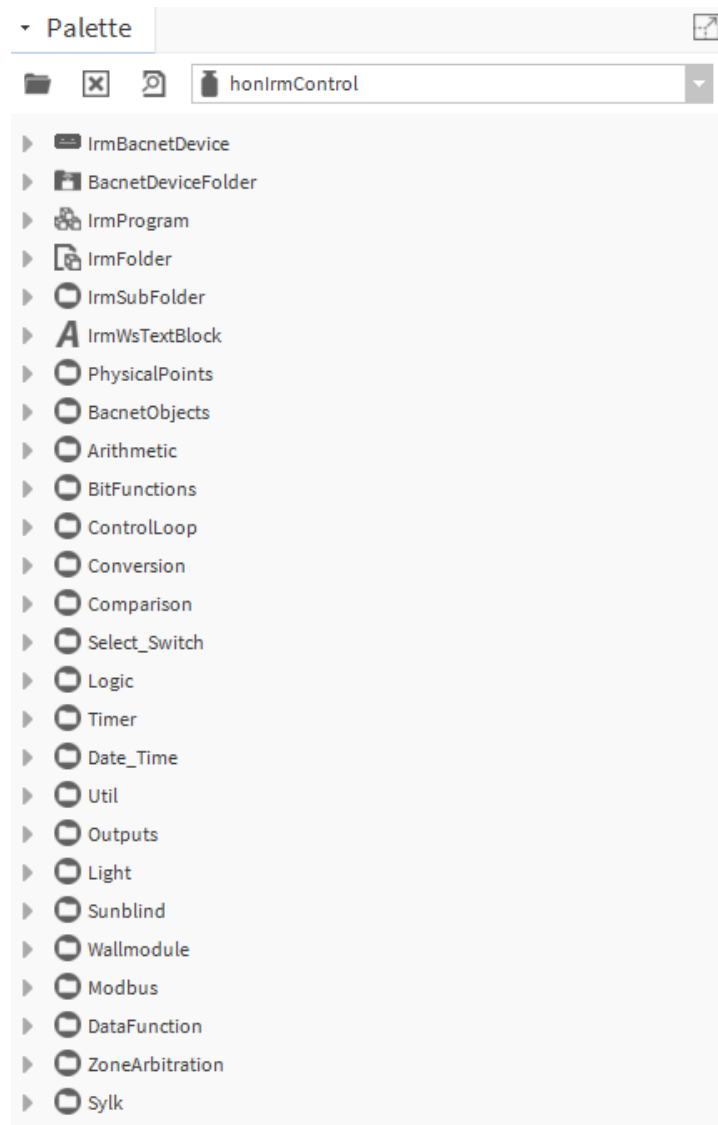 Palette
honIrmControl
IrmBacnetDevice
BacnetDeviceFolder
IrmProgram
IrmFolder
IrmSubFolder
A IrmWsTextBlock
PhysicalPoints
BacnetObjects
Arithmetic
BitFunctions
ControlLoop
Conversion
Comparison
Select_Switch
Logic
Timer
Date_Time
Util
Outputs
Light
Sunblind
Wallmodule
Modbus
DataFunction
ZoneArbitration
Sylk